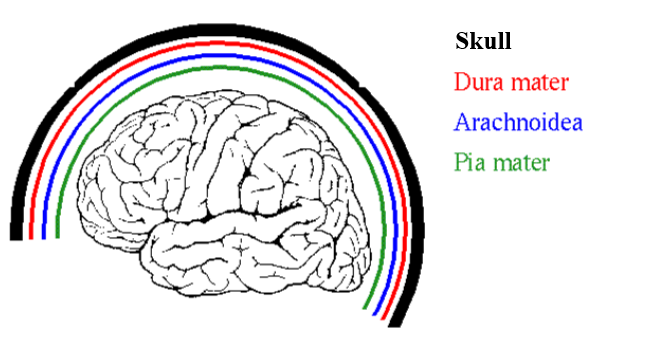 Skull
Dura mater
Arachnoidea
Pia mater